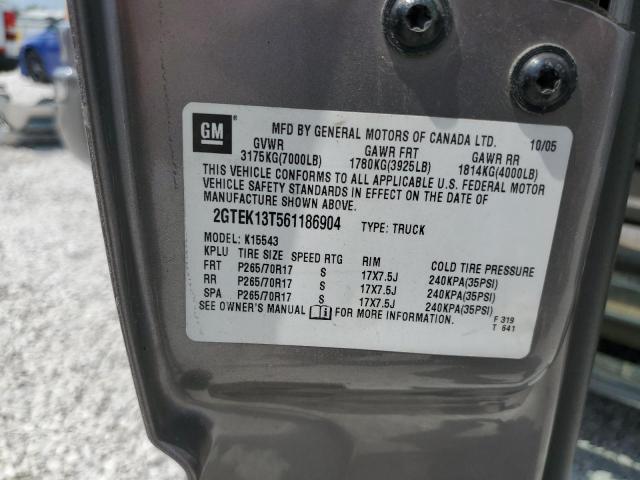 GM ®
MFD BY GENERAL MOTORS OF CANADA LTD. 10/05
GVWR GAWR FRT GAWR RR
3175KG(7000LB) 1780KG(3925LB) 1814KG(4000LB)
THIS VEHICLE CONFORMS TO ALL APPLICABLE U.S. FEDERAL MOTOR
VEHICLE SAFETY STANDARDS IN EFFECT ON THE DATE OF
MANUFACTURE SHOWN ABOVE.
2GTEK13T561186904 TYPE: TRUCK
MODEL: K15543
KPLU TIRE SIZE SPEED RTG RIM COLD TIRE PRESSURE
FRT P265/70R17 S 17X7.5J 240KPA(35PSI)
RR P265/70R17 S 17X7.5J 240KPA(35PSI)
SPA P265/70R17 S 17X7.5J 240KPA(35PSI)
SEE OWNER'S MANUAL FOR MORE INFORMATION.
F 319
T 641